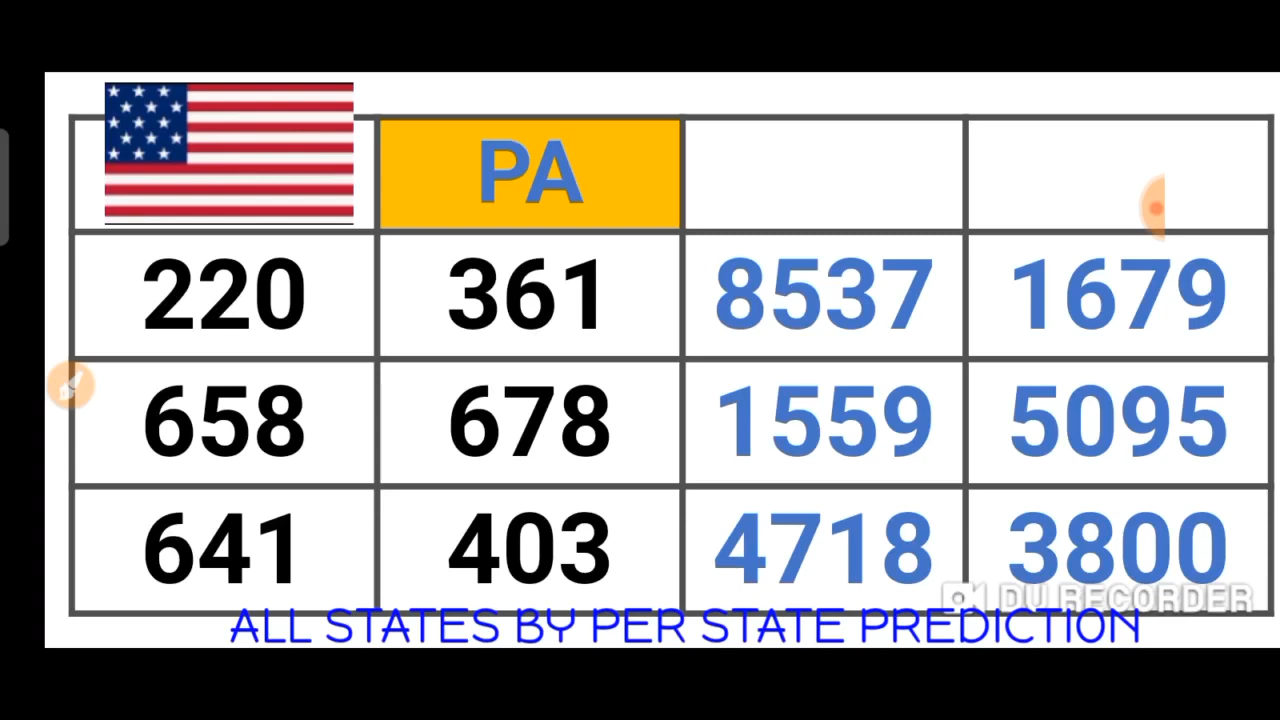 PA
220 361 8537 1679
658 678 1559 5095
641 403 4718 3800
DU RECORDER
ALL STATES BY PER STATE PREDICTION